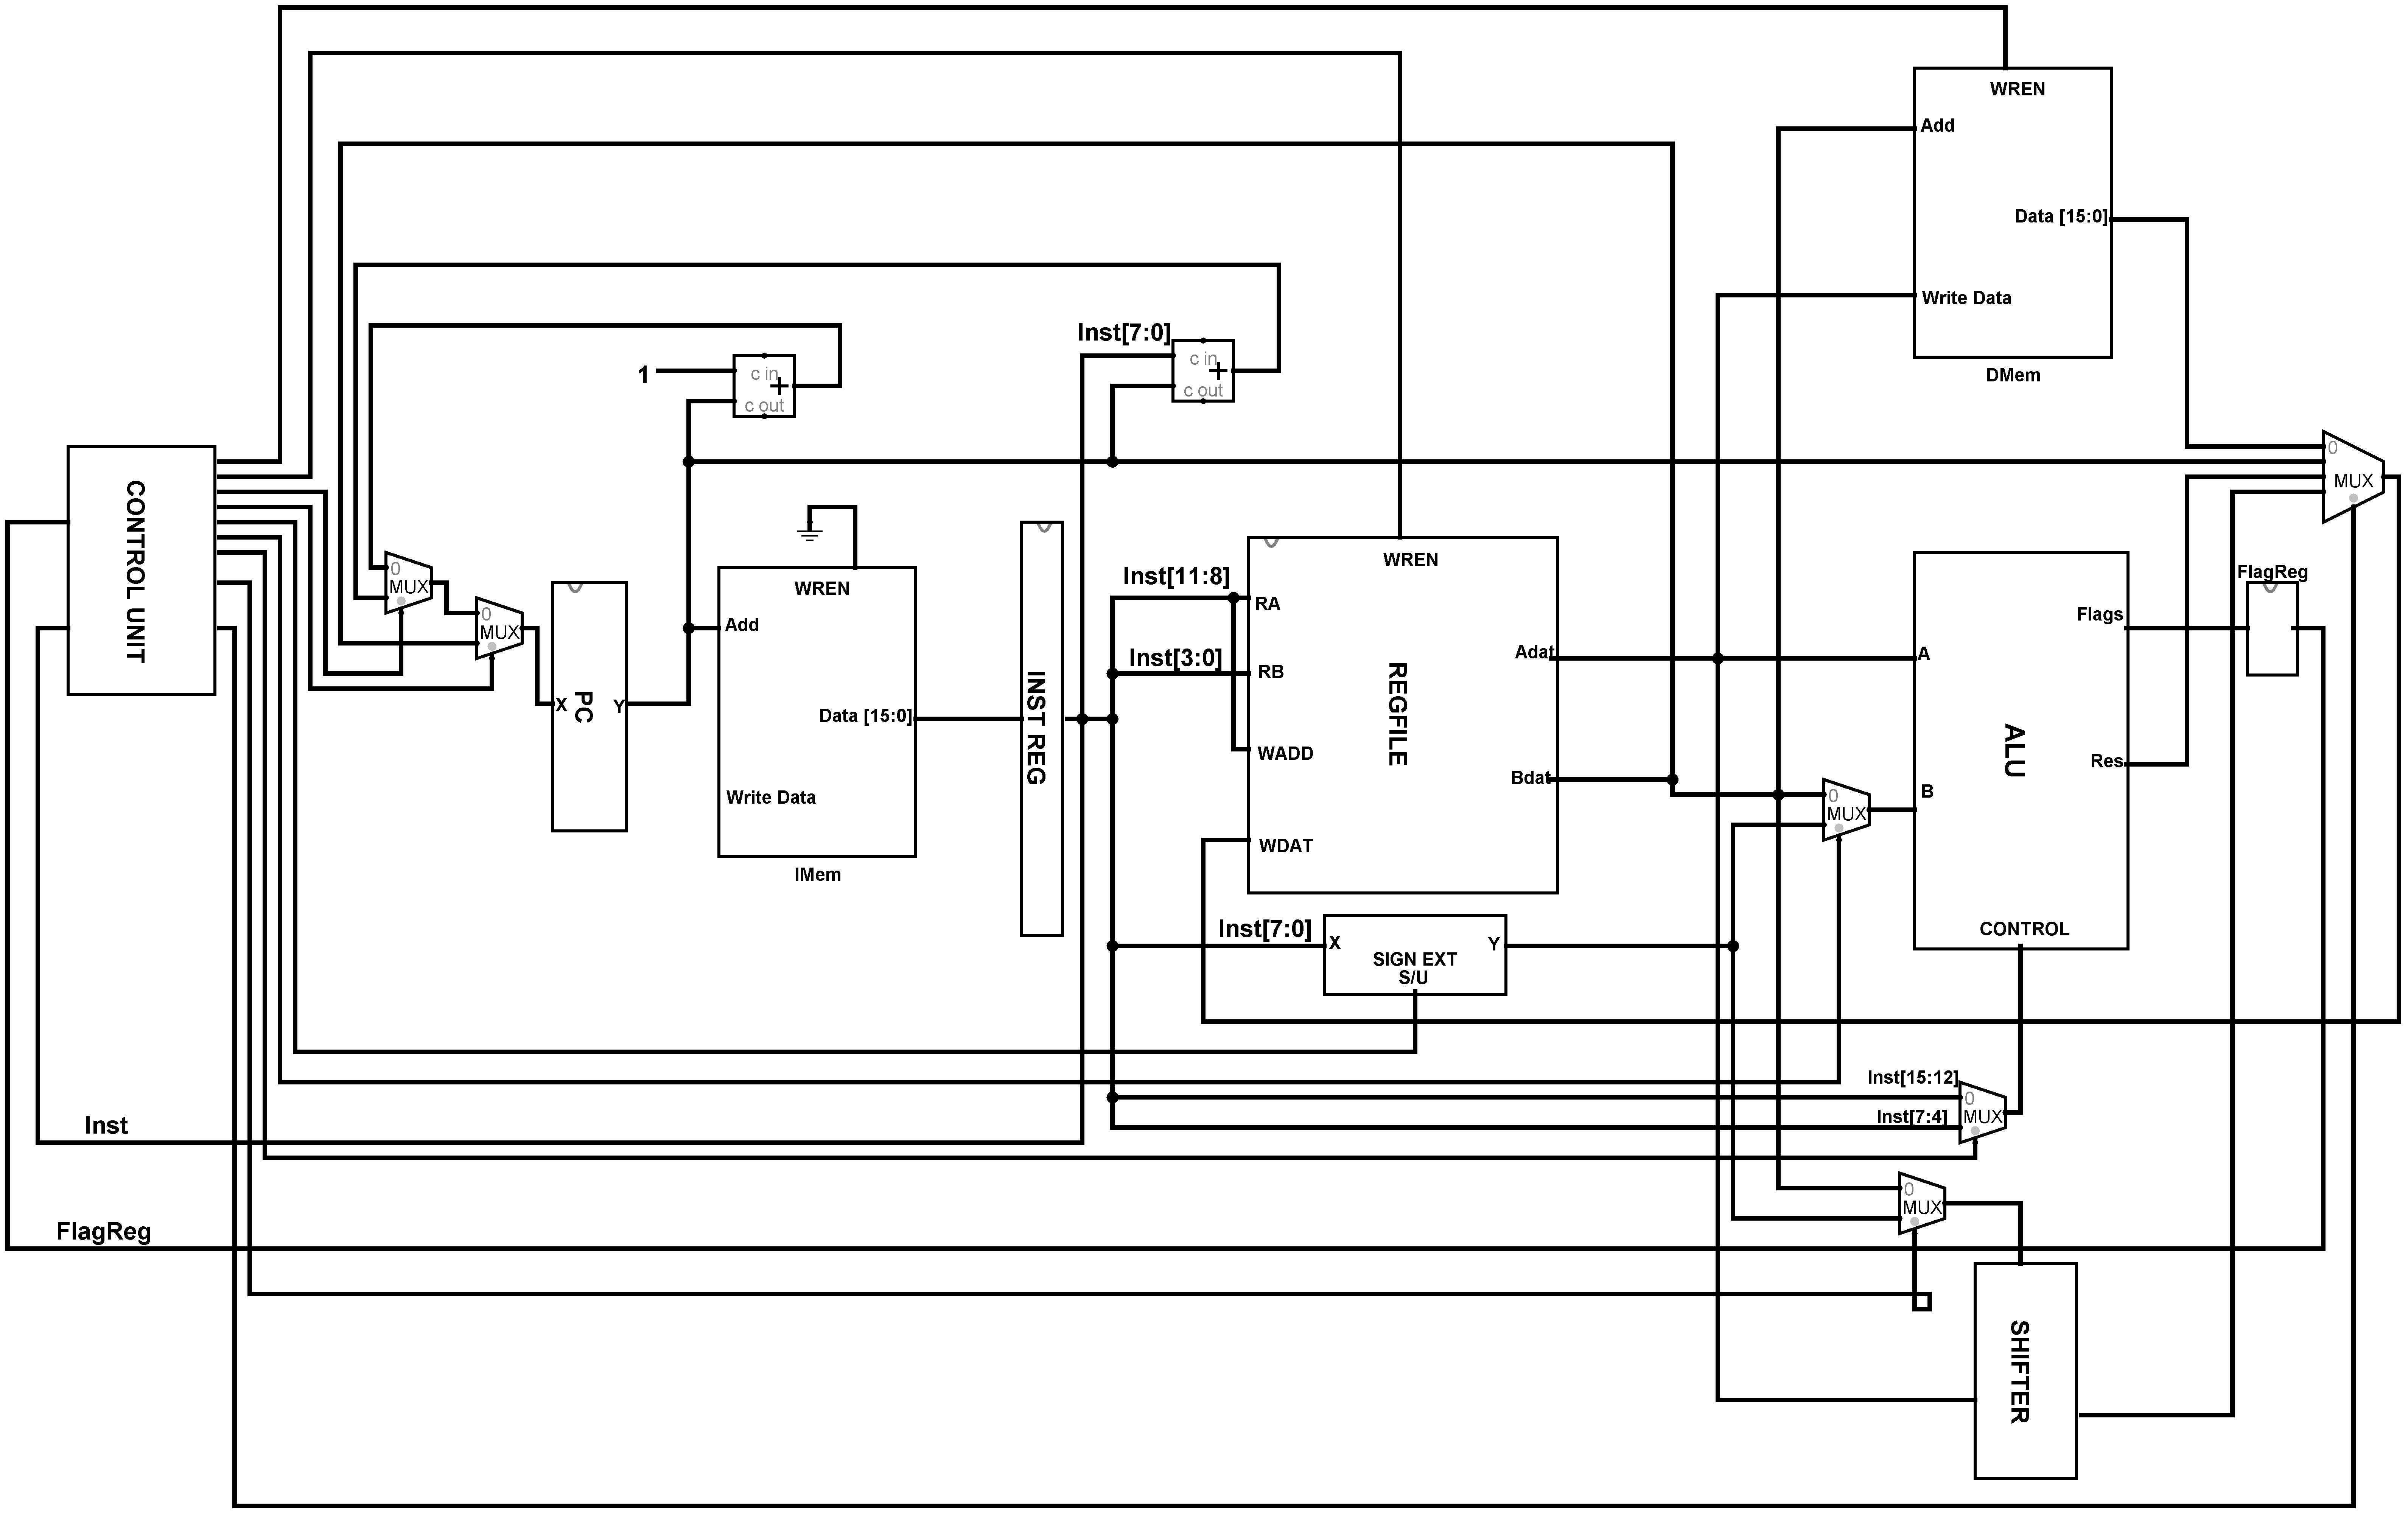 WREN
Add
Data [15:0]
Write Data
DMem
Inst[7:0]
c in
+
c out
1
c in
+
c out
0
MUX
CONTROL UNIT
0
MUX
0
MUX
X
PC
Y
WREN
Add
Data [15:0]
Write Data
IMem
INST REG
Inst[11:8]
Inst[3:0]
WREN
RA
RB
WADD
WDAT
REGFILE
Adat
Bdat
0
MUX
A
B
ALU
Flags
Res
CONTROL
FlagReg
Inst[7:0]
X
Y
SIGN EXT
S/U
Inst[15:12]
Inst[7:4]
0
MUX
Inst
0
MUX
FlagReg
SHIFTER